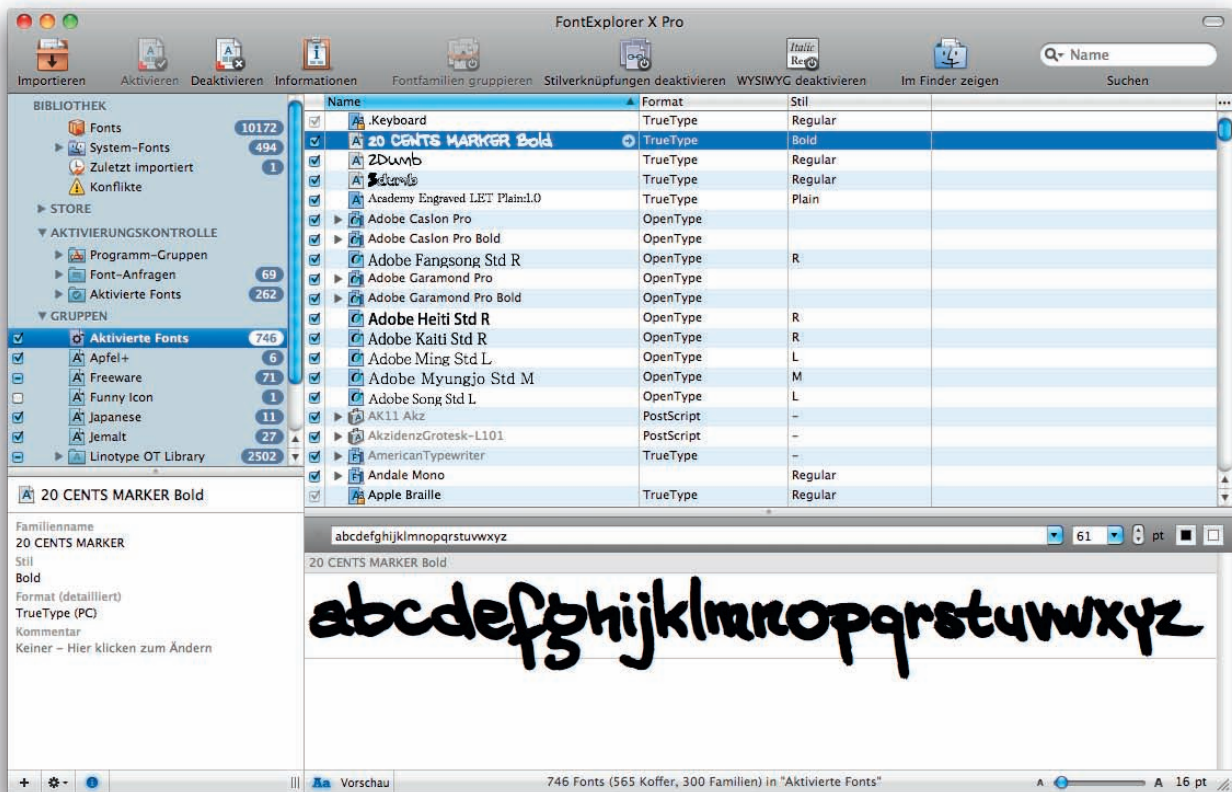 FontExplorer X Pro
Importieren Aktivieren Deaktivieren Informationen Fontfamilien gruppieren Stilverknüpfungen deaktivieren WYSIWYG deaktivieren Im Finder zeigen Suchen
Italic
Reg
Name
BIBLIOTHEK
Fonts 10172
System-Fonts 494
Zuletzt importiert 1
Konflikte
STORE
AKTIVIERUNGSKONTROLLE
Programm-Gruppen
Font-Anfragen 69
Aktivierte Fonts 262
GRUPPEN
Aktivierte Fonts 746
Apfel+ 6
Freeware 71
Funny Icon 1
Japanese 11
Jemalt 27
Linotype OT Library 2502
Name Format Stil
.Keyboard TrueType Regular
20 CENTS MARKER Bold TrueType Bold
2Dumb TrueType Regular
3dumb TrueType Regular
Academy Engraved LET Plain:1.0 TrueType Plain
Adobe Caslon Pro OpenType
Adobe Caslon Pro Bold OpenType
Adobe Fangsong Std R OpenType R
Adobe Garamond Pro OpenType
Adobe Garamond Pro Bold OpenType
Adobe Heiti Std R OpenType R
Adobe Kaiti Std R OpenType R
Adobe Ming Std L OpenType L
Adobe Myungjo Std M OpenType M
Adobe Song Std L OpenType L
AK11 Akz PostScript –
AkzidenzGrotesk-L101 PostScript –
AmericanTypewriter TrueType –
Andale Mono Regular
Apple Braille TrueType Regular
20 CENTS MARKER Bold
Familienname
20 CENTS MARKER
Stil
Bold
Format (detailliert)
TrueType (PC)
Kommentar
Keiner – Hier klicken zum Ändern
abcdefghijklmnopqrstuvwxyz 61 pt
20 CENTS MARKER Bold
abcdefghijklmnopqrstuvwxyz
Aa Vorschau 746 Fonts (565 Koffer, 300 Familien) in "Aktivierte Fonts" A A 16 pt